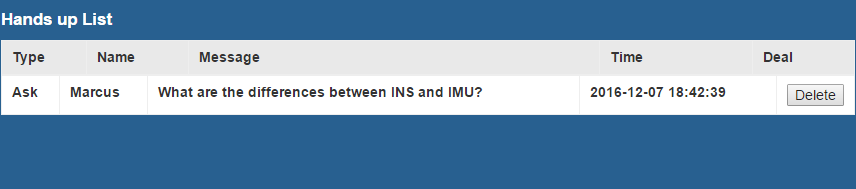 Hands up List
Type Name Message Time Deal
Ask Marcus What are the differences between INS and IMU? 2016-12-07 18:42:39 Delete